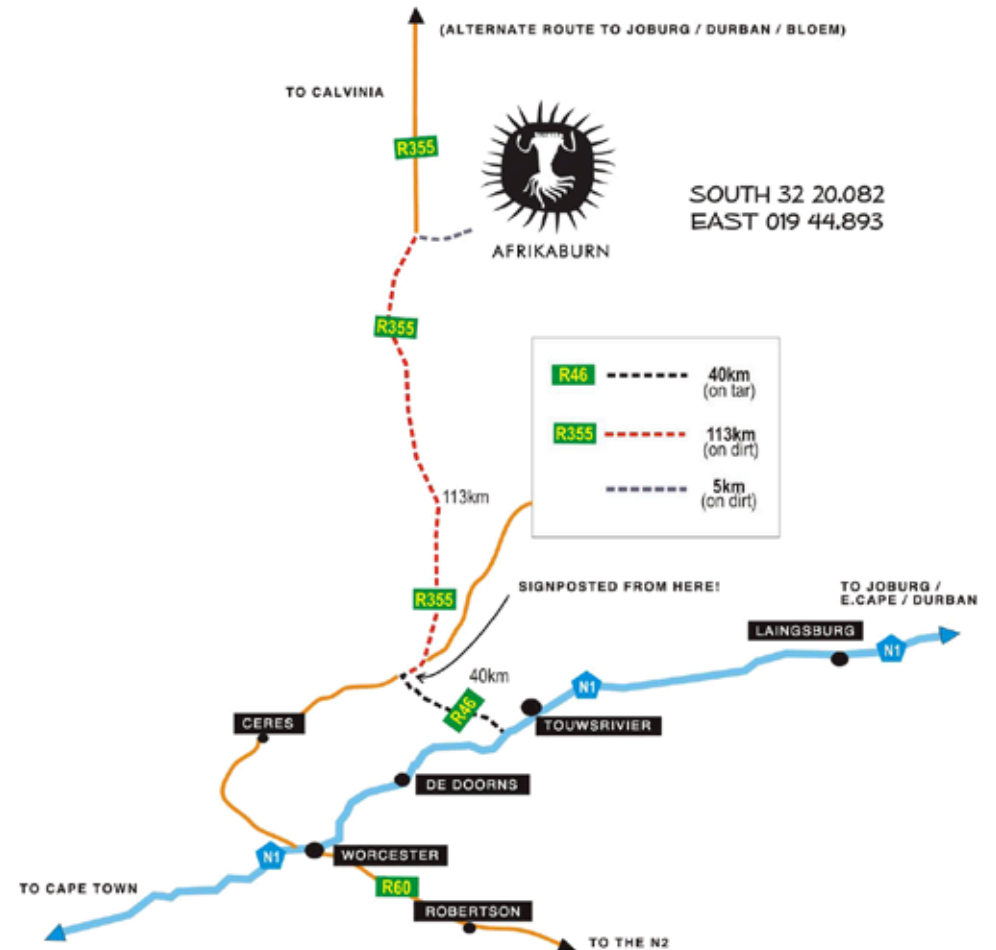 (ALTERNATE ROUTE TO JOBURG / DURBAN / BLOEM)
TO CALVINIA
R355
SOUTH 32 20.082
EAST 019 44.893
AFRIKABURN
R355
R46
40km
(on tar)
R355
113km
(on dirt)
5km
(on dirt)
113km
SIGNPOSTED FROM HERE!
TO JOBURG /
E.CAPE / DURBAN
R355
LAINGSBURG
N1
40km
N1
R46
CERES
TOUWSRIVIER
DE DOORNS
N1
WORCESTER
TO CAPE TOWN
R60
ROBERTSON
TO THE N2